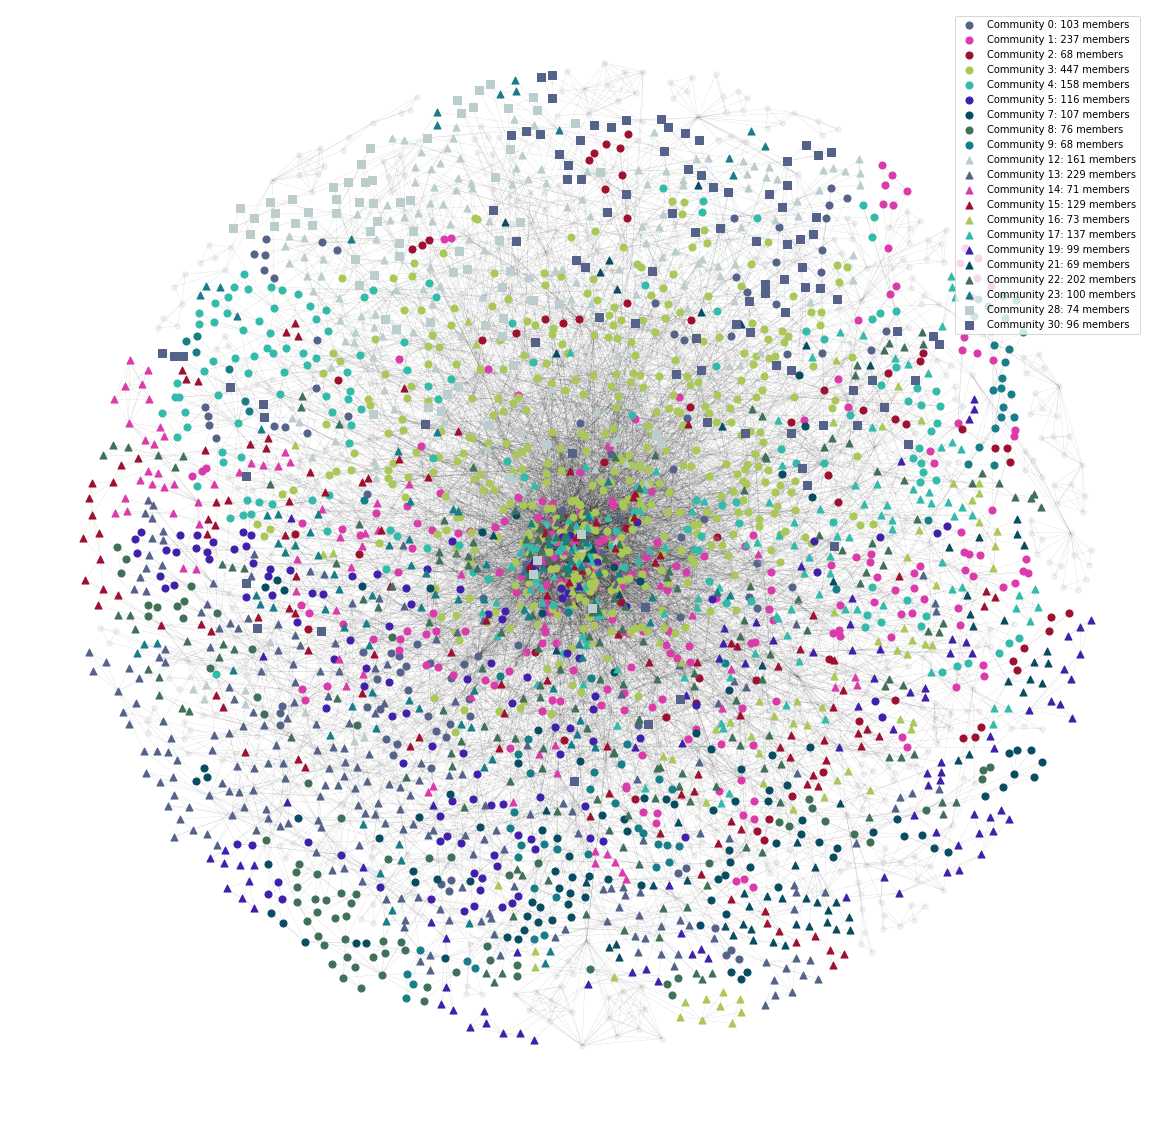 Community 0: 103 members
Community 1: 237 members
Community 2: 68 members
Community 3: 447 members
Community 4: 158 members
Community 5: 116 members
Community 7: 107 members
Community 8: 76 members
Community 9: 68 members
Community 12: 161 members
Community 13: 229 members
Community 14: 71 members
Community 15: 129 members
Community 16: 73 members
Community 17: 137 members
Community 19: 99 members
Community 21: 69 members
Community 22: 202 members
Community 23: 100 members
Community 28: 74 members
Community 30: 96 members